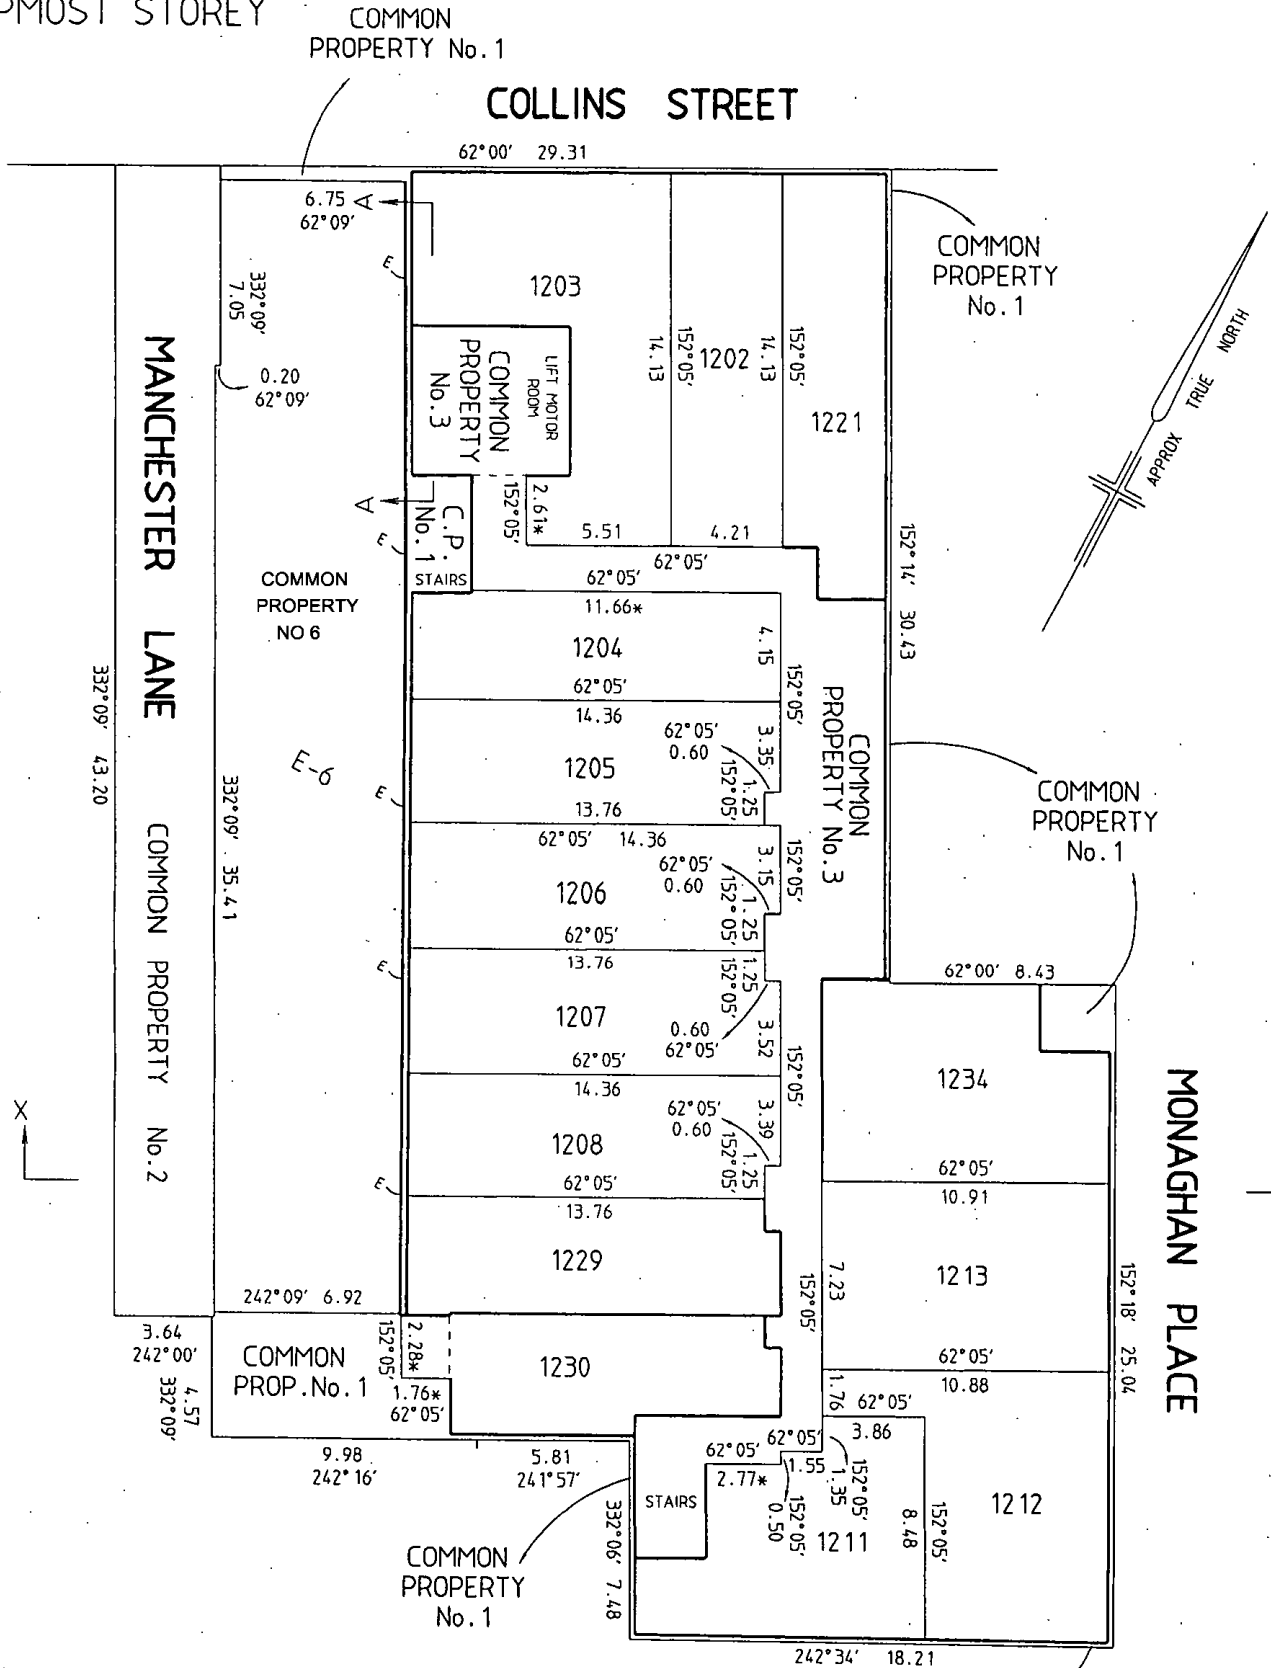 PMOST STOREY
COMMON
PROPERTY No.1
COLLINS STREET
62°00' 29.31
6.75
62°09'
A
E
332°09'
7.05
0.20
62°09'
1203
14.13
152°05'
1202
14.13
152°05'
1221
COMMON
PROPERTY
No.1
APPROX TRUE NORTH
LIFT MOTOR
ROOM
COMMON
PROPERTY
No.3
A
E
C.P.
No.1
STAIRS
2.61*
152°05'
5.51
4.21
62°05'
62°05'
11.66*
152°14' 30.43
MANCHESTER LANE
COMMON PROPERTY No.2
COMMON
PROPERTY
NO 6
332°09' 43.20
332°09' 35.41
E-6
1204
4.15
152°05'
62°05'
14.36
62°05'
0.60
3.35
1.25
152°05'
1205
E
13.76
62°05' 14.36
62°05'
0.60
3.15
152°05'
1.25
152°05'
1206
62°05'
13.76
E
1.25
152°05'
1207
0.60
62°05'
3.52
152°05'
62°05'
14.36
62°05'
0.60
3.39
1.25
152°05'
1208
62°05'
13.76
E
1229
COMMON
PROPERTY No.3
COMMON
PROPERTY
No.1
62°00' 8.43
1234
62°05'
10.91
1213
7.23
152°05'
62°05'
10.88
MONAGHAN PLACE
152°18' 25.04
X
242°09' 6.92
3.64
242°00'
4.57
332°09'
COMMON
PROP.No.1
2.28*
152°05'
1.76*
62°05'
1230
1.76
62°05'
3.86
9.98
242°16'
5.81
241°57'
62°05'
2.77*
62°05'
1.55
152°05'
1.35
152°05'
0.50
STAIRS
1211
8.48
152°05'
1212
332°06' 7.48
COMMON
PROPERTY
No.1
242°34' 18.21